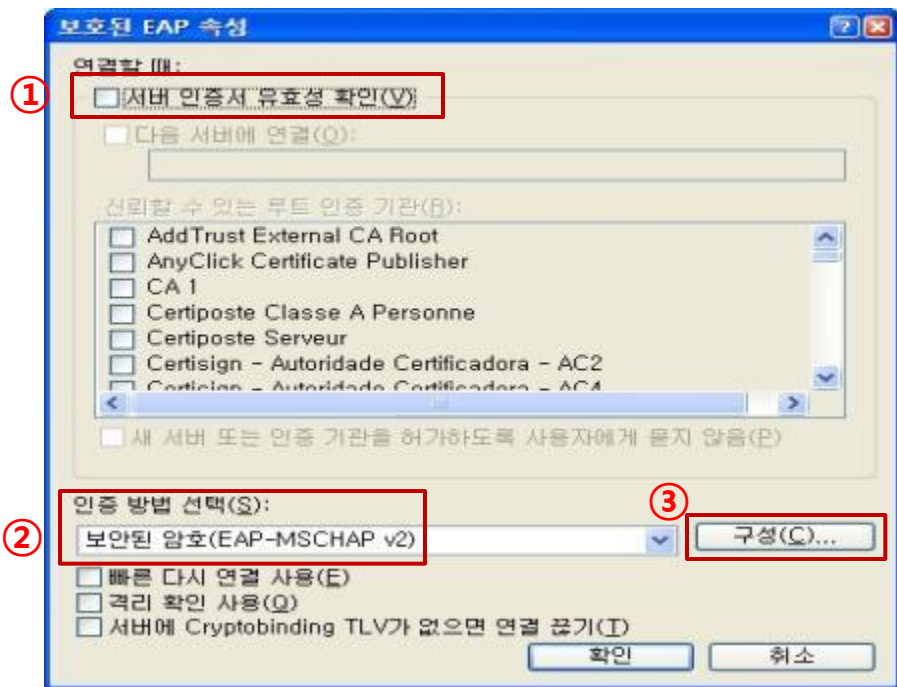 보호된 EAP 속성
연결할 때:
① 서버 인증서 유효성 확인(V)
다음 서버에 연결(O):
신뢰할 수 있는 루트 인증 기관(R):
AddTrust External CA Root
AnyClick Certificate Publisher
CA 1
Certiposte Classe A Personne
Certiposte Serveur
Certisign - Autoridade Certificadora - AC2
Certisign - Autoridade Certificadora - AC4
새 서버 또는 인증 기관을 허가하도록 사용자에게 묻지 않음(P)
인증 방법 선택(S):
② 보안된 암호(EAP-MSCHAP v2)
③ 구성(C)...
빠른 다시 연결 사용(E)
격리 확인 사용(Q)
서버에 Cryptobinding TLV가 없으면 연결 끊기(T)
확인 취소